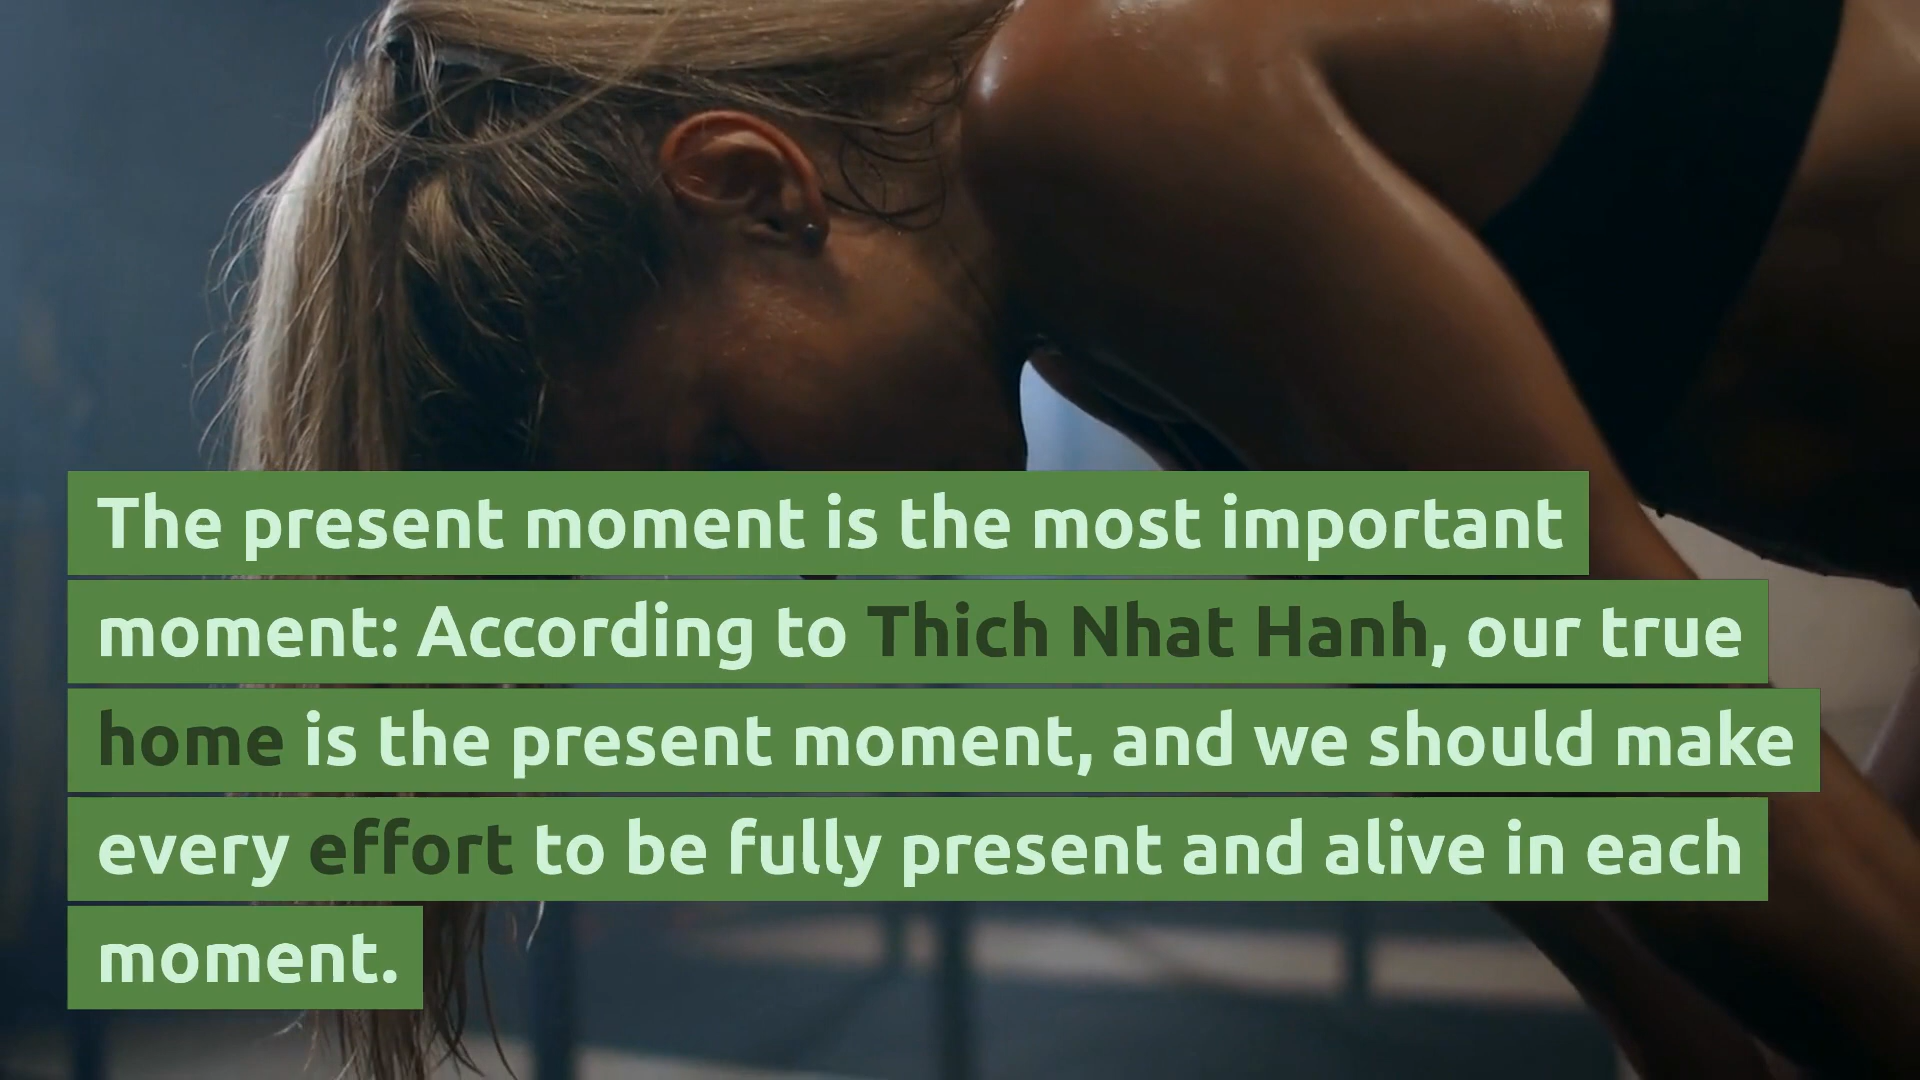 The present moment is the most important
moment: According to Thich Nhat Hanh, our true
home is the present moment, and we should make
every effort to be fully present and alive in each
moment.